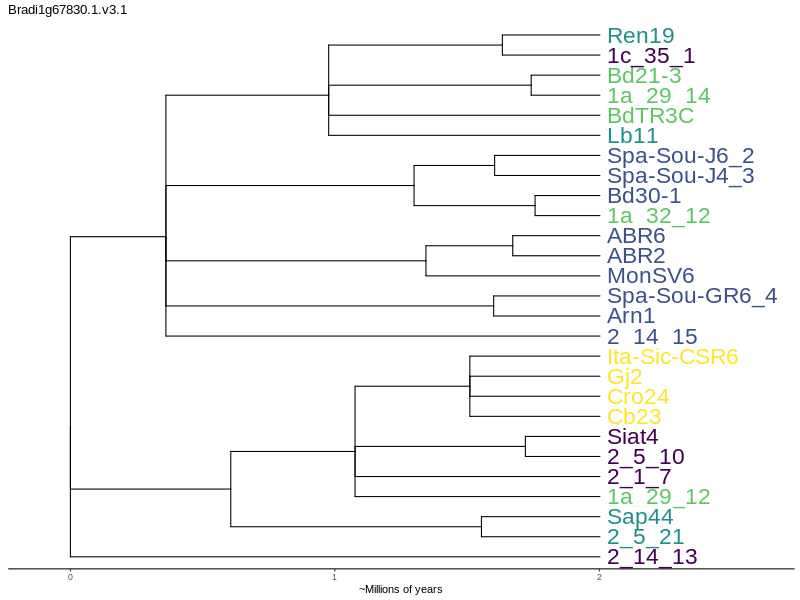 Bradi1g67830.1.v3.1
Ren19
1c_35_1
Bd21-3
1a_29_14
BdTR3C
Lb11
Spa-Sou-J6_2
Spa-Sou-J4_3
Bd30-1
1a_32_12
ABR6
ABR2
MonSV6
Spa-Sou-GR6_4
Arn1
2_14_15
Ita-Sic-CSR6
Gj2
Cro24
Cb23
Siat4
2_5_10
2_1_7
1a_29_12
Sap44
2_5_21
2_14_13
0 1 2
~Millions of years